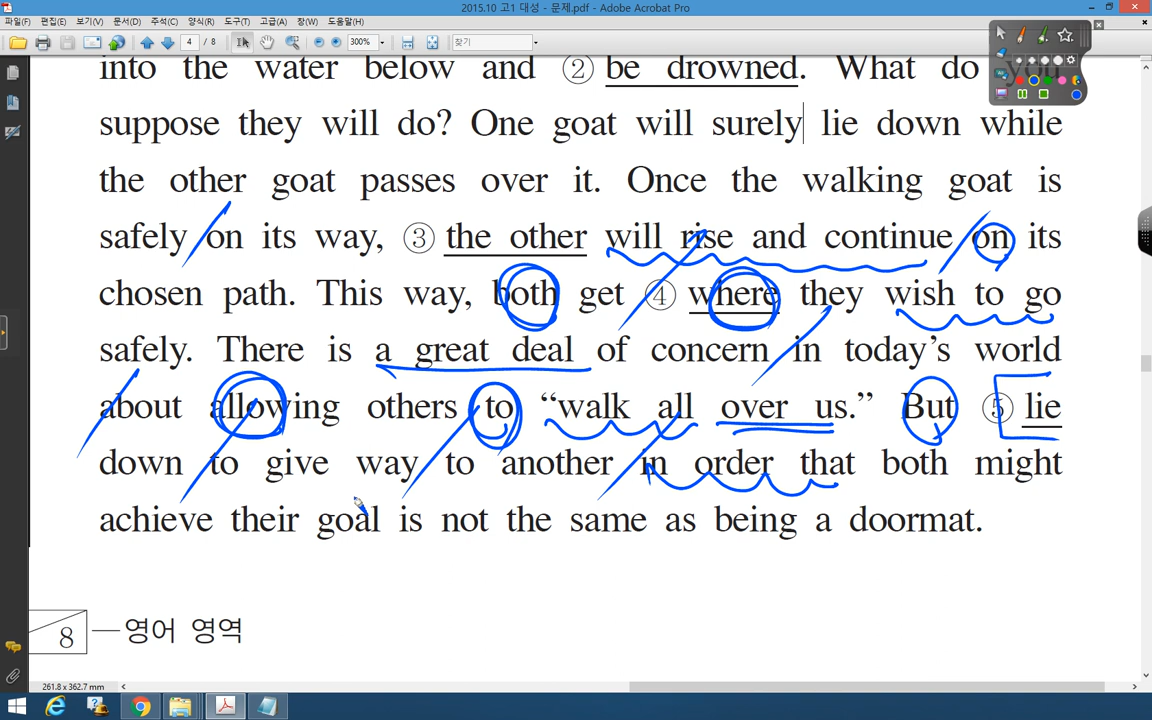 2015.10 고1 대성 - 문제.pdf - Adobe Acrobat Pro
파일(F) 편집(E) 보기(V) 문서(D) 주석(C) 양식(R) 도구(T) 고급(A) 창(W) 도움말(H)
4 / 8 300% 찾기
into the water below and ② be drowned. What do you
suppose they will do? One goat will surely lie down while
the other goat passes over it. Once the walking goat is
safely on its way, ③ the other will rise and continue on its
chosen path. This way, both get ④ where they wish to go
safely. There is a great deal of concern in today's world
about allowing others to “walk all over us.” But ⑤ lie
down to give way to another in order that both might
achieve their goal is not the same as being a doormat.
8 영어 영역
261.8 x 362.7 mm